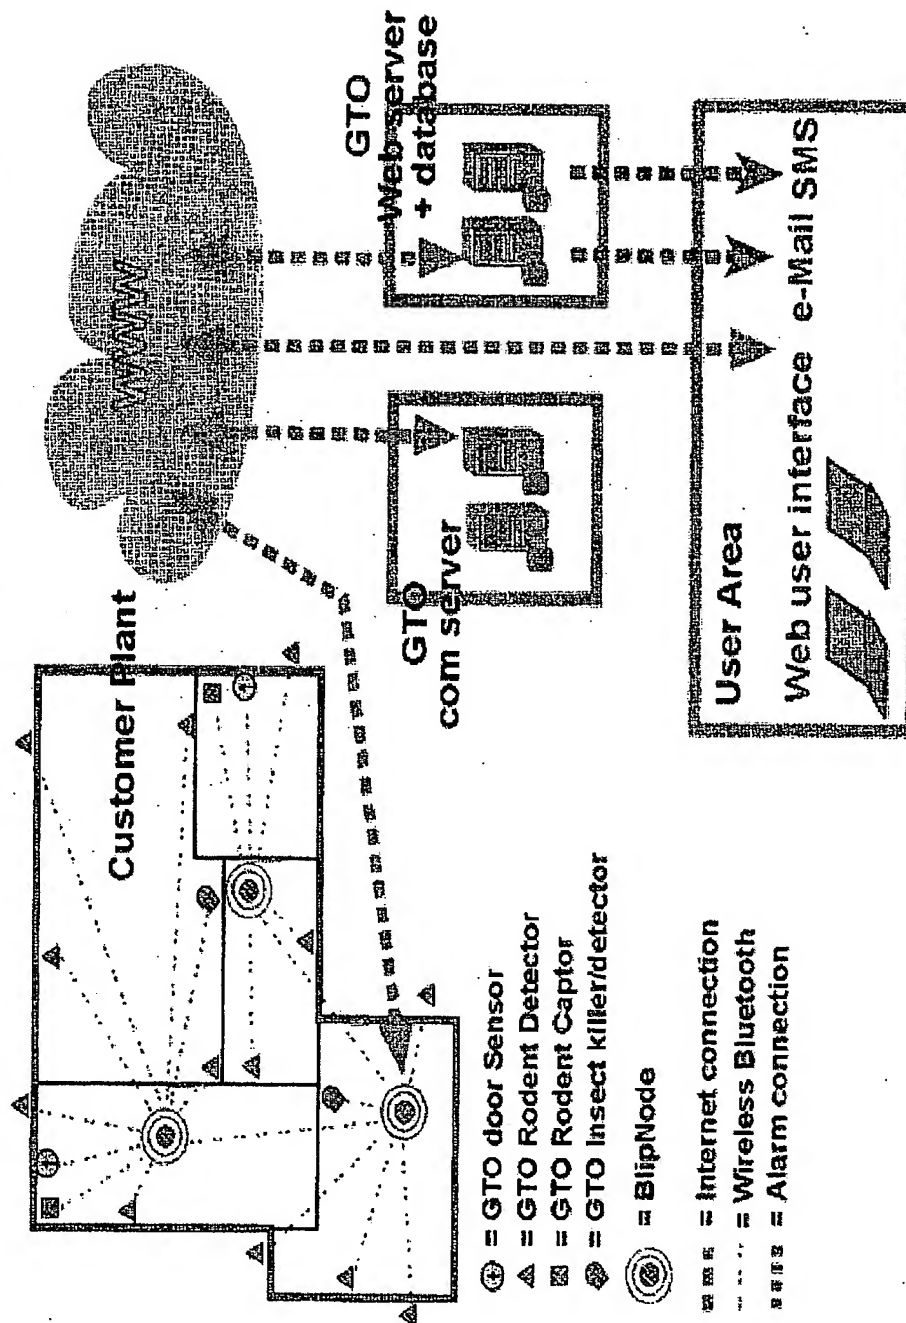 WWW
Customer Plant
GTO
Web server
+ database
GTO
com server
User Area
Web user interface e-Mail SMS
= GTO door Sensor
= GTO Rodent Detector
= GTO Rodent Captor
= GTO Insect killer/detector
= BlipNode
= Internet connection
= Wireless Bluetooth
= Alarm connection